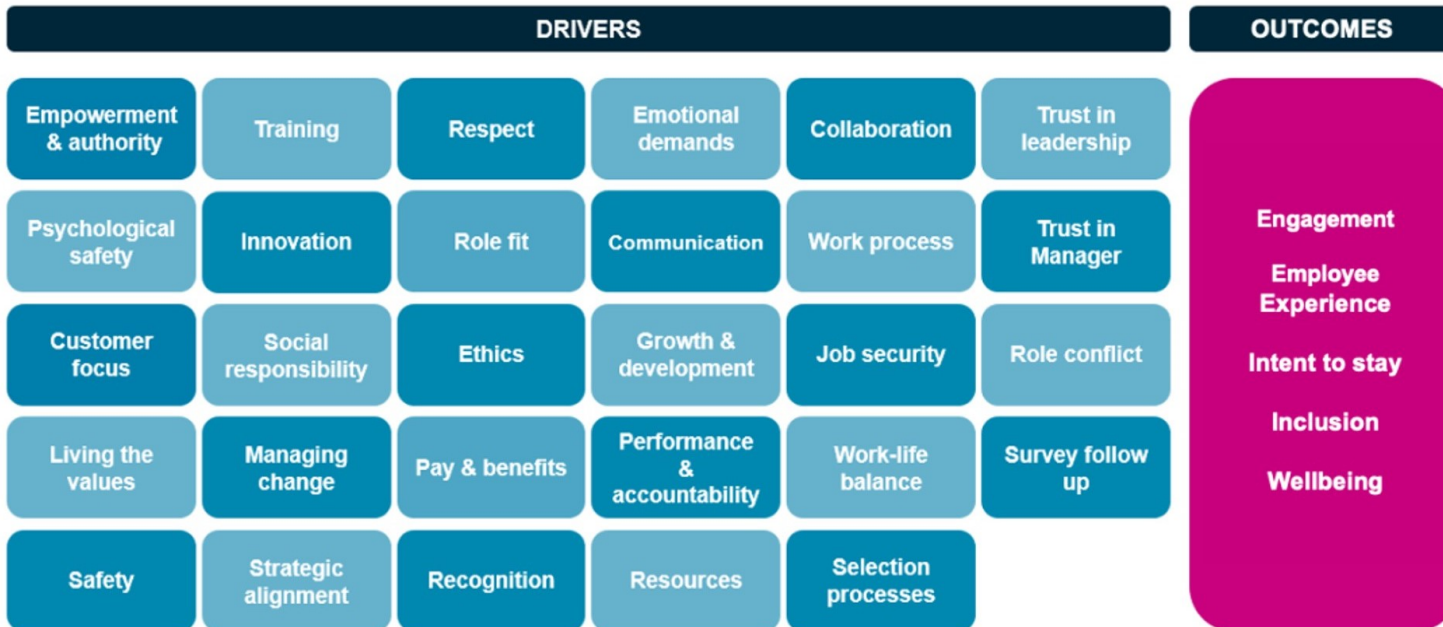 DRIVERS
OUTCOMES
Empowerment
& authority
Training
Respect
Emotional
demands
Collaboration
Trust in
leadership
Psychological
safety
Innovation
Role fit
Communication
Work process
Trust in
Manager
Customer
focus
Social
responsibility
Ethics
Growth &
development
Job security
Role conflict
Living the
values
Managing
change
Pay & benefits
Performance
&
accountability
Work-life
balance
Survey follow
up
Safety
Strategic
alignment
Recognition
Resources
Selection
processes
Engagement
Employee
Experience
Intent to stay
Inclusion
Wellbeing